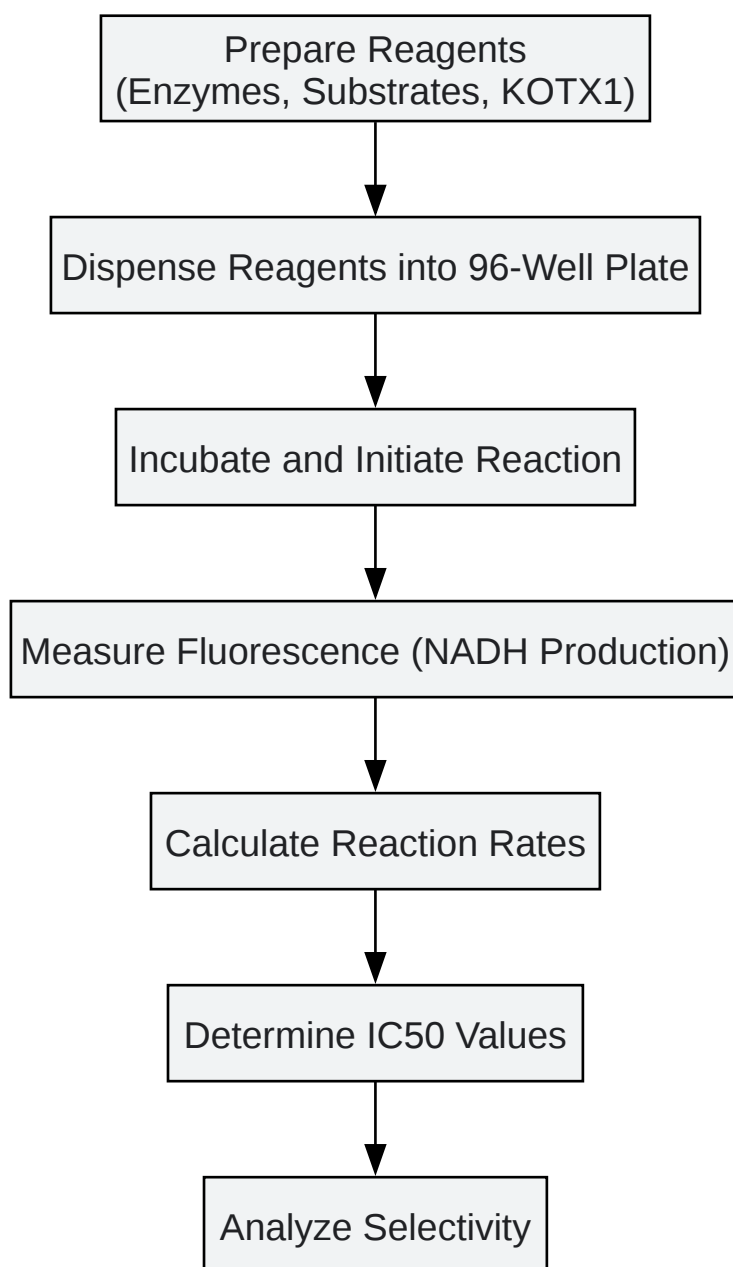 Prepare Reagents
(Enzymes, Substrates, KOTX1)
Dispense Reagents into 96-Well Plate
Incubate and Initiate Reaction
Measure Fluorescence (NADH Production)
Calculate Reaction Rates
Determine IC50 Values
Analyze Selectivity